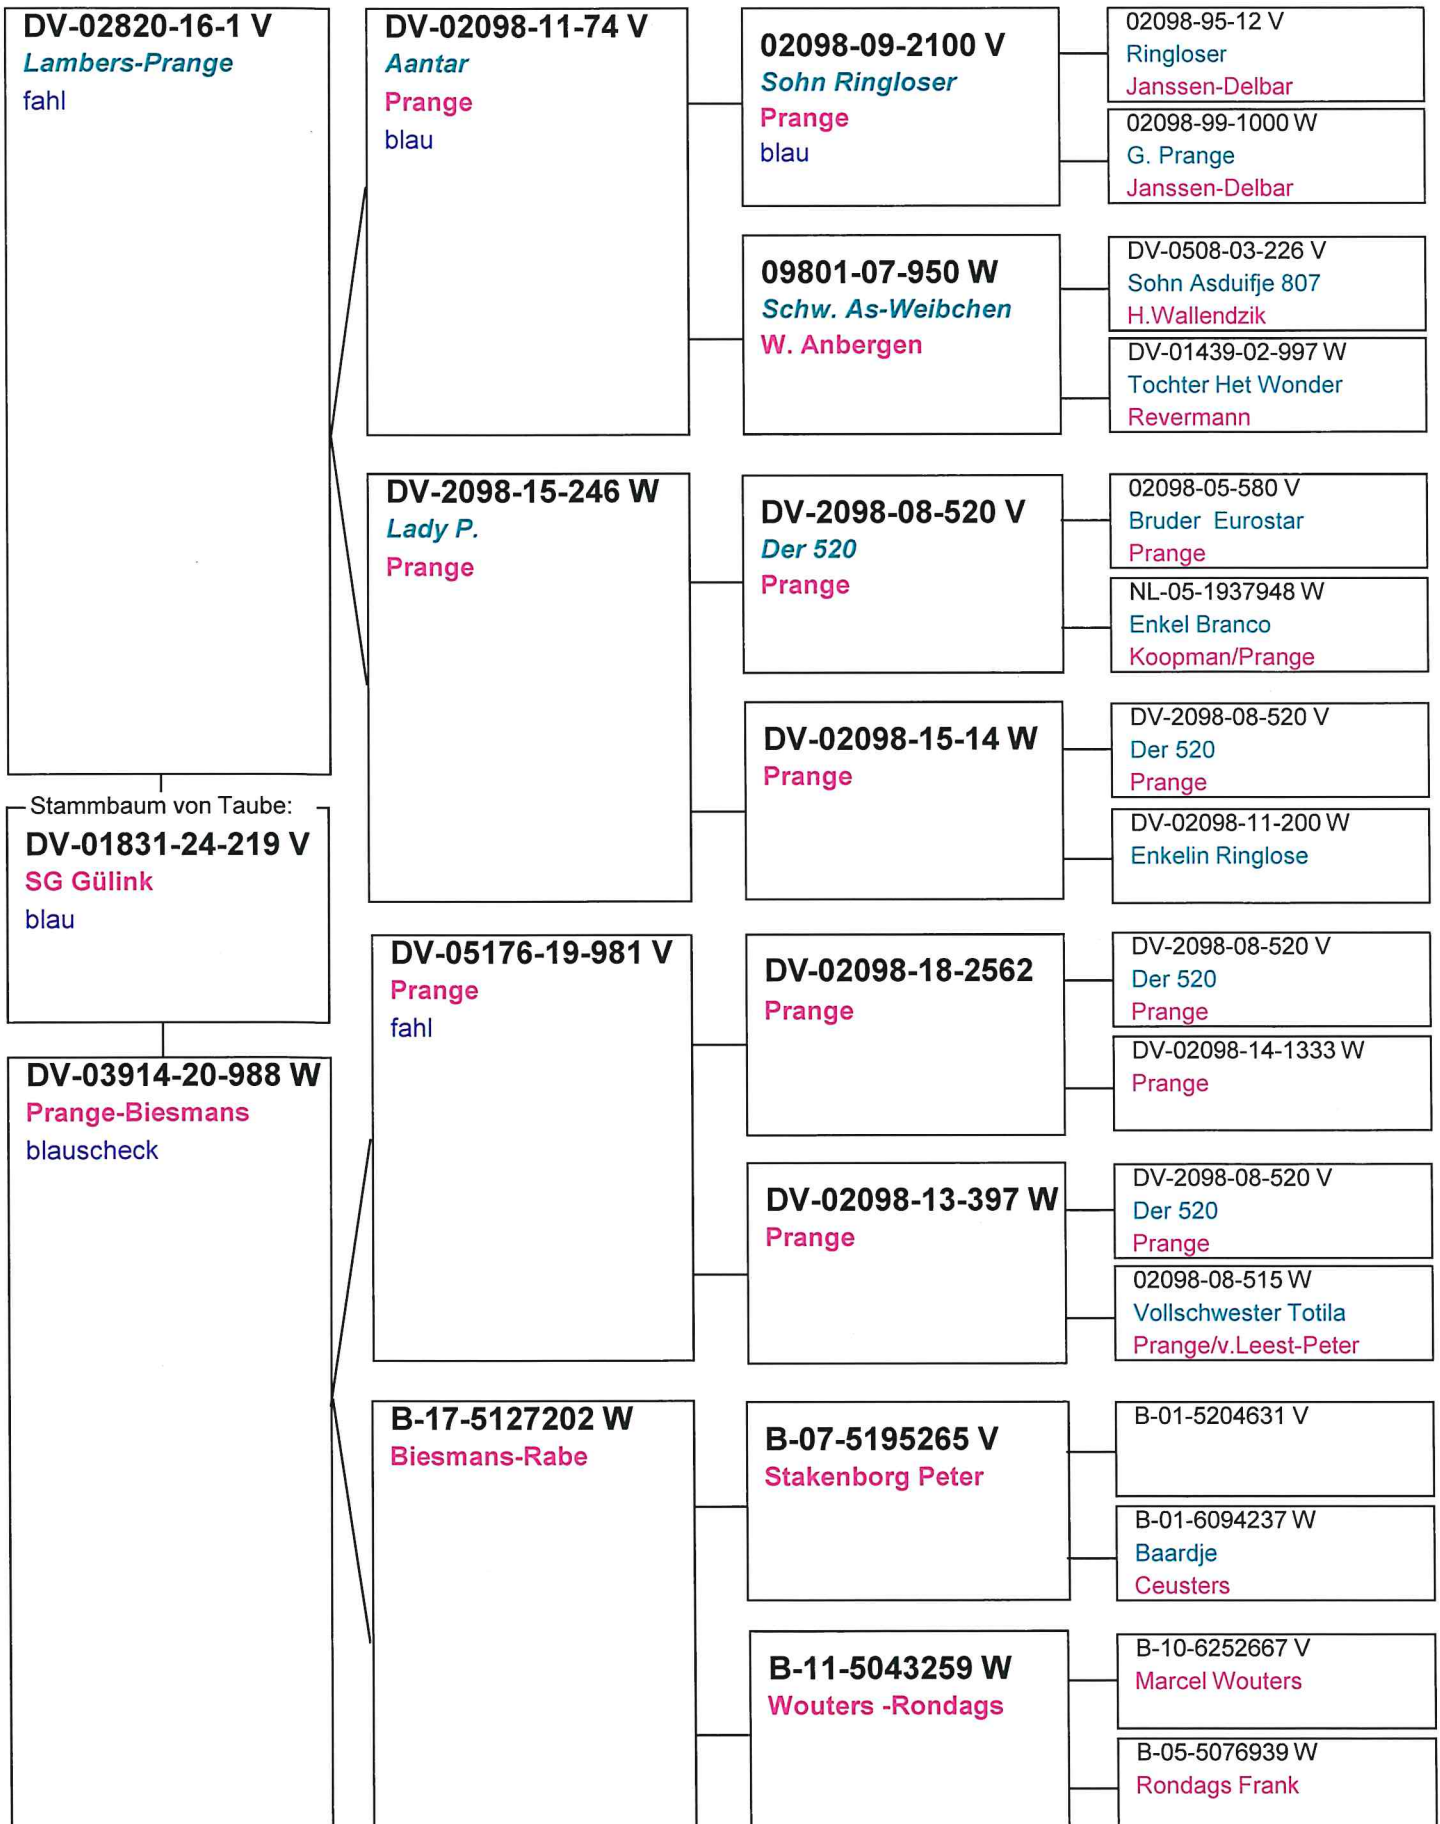 DV-02820-16-1 V
Lambers-Prange
fahl
Stammbaum von Taube:
DV-01831-24-219 V
SG Gülink
blau
DV-03914-20-988 W
Prange-Biesmans
blauscheck
DV-02098-11-74 V
Aantar
Prange
blau
DV-2098-15-246 W
Lady P.
Prange
DV-05176-19-981 V
Prange
fahl
B-17-5127202 W
Biesmans-Rabe
02098-09-2100 V
Sohn Ringloser
Prange
blau
09801-07-950 W
Schw. As-Weibchen
W. Anbergen
DV-2098-08-520 V
Der 520
Prange
DV-02098-15-14 W
Prange
DV-02098-18-2562
Prange
DV-02098-13-397 W
Prange
B-07-5195265 V
Stakenborg Peter
B-11-5043259 W
Wouters -Rondags
02098-95-12 V
Ringloser
Janssen-Delbar
02098-99-1000 W
G. Prange
Janssen-Delbar
DV-0508-03-226 V
Sohn Asduifje 807
H.Wallendzik
DV-01439-02-997 W
Tochter Het Wonder
Revermann
02098-05-580 V
Bruder  Eurostar
Prange
NL-05-1937948 W
Enkel Branco
Koopman/Prange
DV-2098-08-520 V
Der 520
Prange
DV-02098-11-200 W
Enkelin Ringlose
DV-2098-08-520 V
Der 520
Prange
DV-02098-14-1333 W
Prange
DV-2098-08-520 V
Der 520
Prange
02098-08-515 W
Vollschwester Totila
Prange/v.Leest-Peter
B-01-5204631 V
B-01-6094237 W
Baardje
Ceusters
B-10-6252667 V
Marcel Wouters
B-05-5076939 W
Rondags Frank